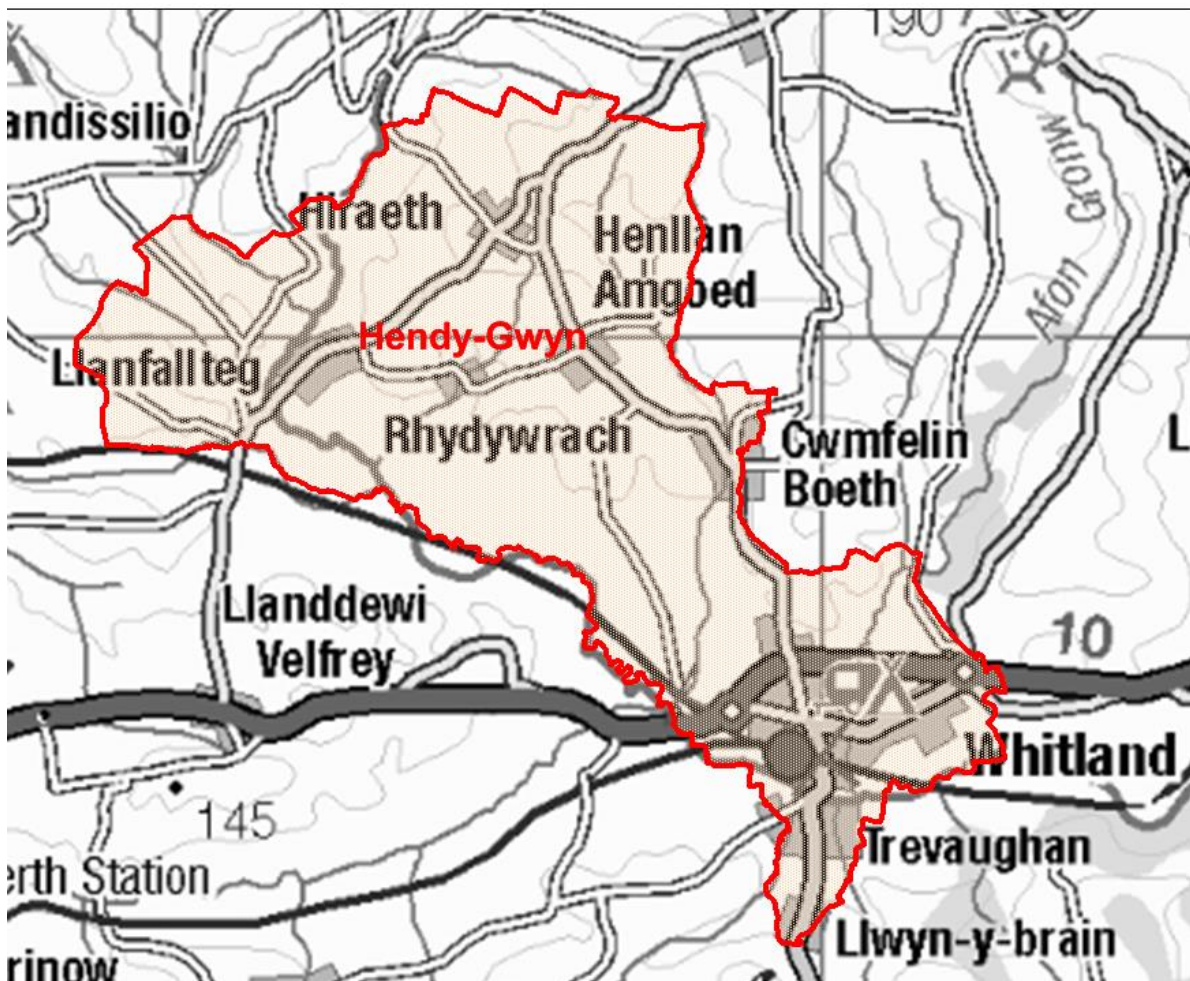 190
andissilio
Gronw
Hiraeth
Henllan
Amgoed
Afon
Hendy-Gwyn
Llanfallteg
Rhydywrach
Cwmfelin
Boeth
L
Llanddewi
Velfrey
10
Whitland
145
Trevaughan
erth Station
Llwyn-y-brain
rinow